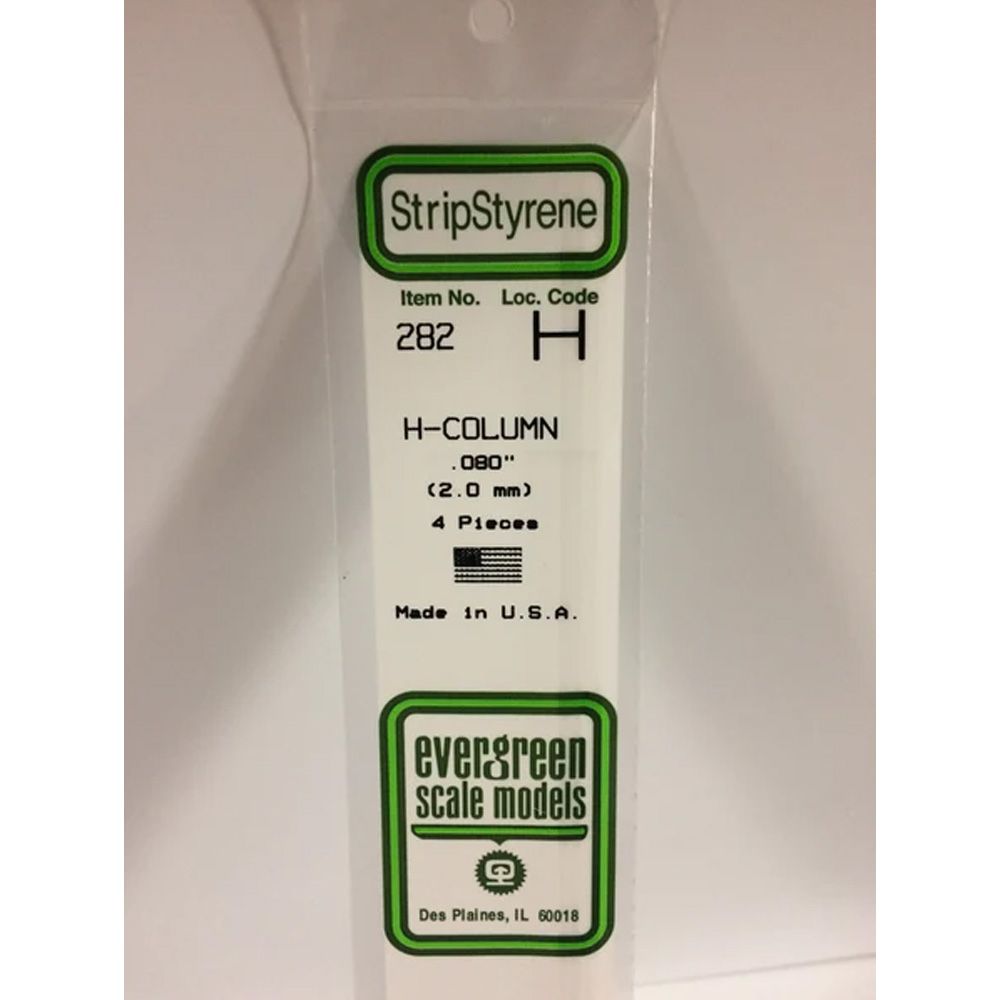 StripStyrene
Item No. Loc. Code
282 H
H-COLUMN
.080"
(2.0 mm)
4 Pieces
Made in U.S.A.
evergreen
scale models
Des Plaines, IL 60018